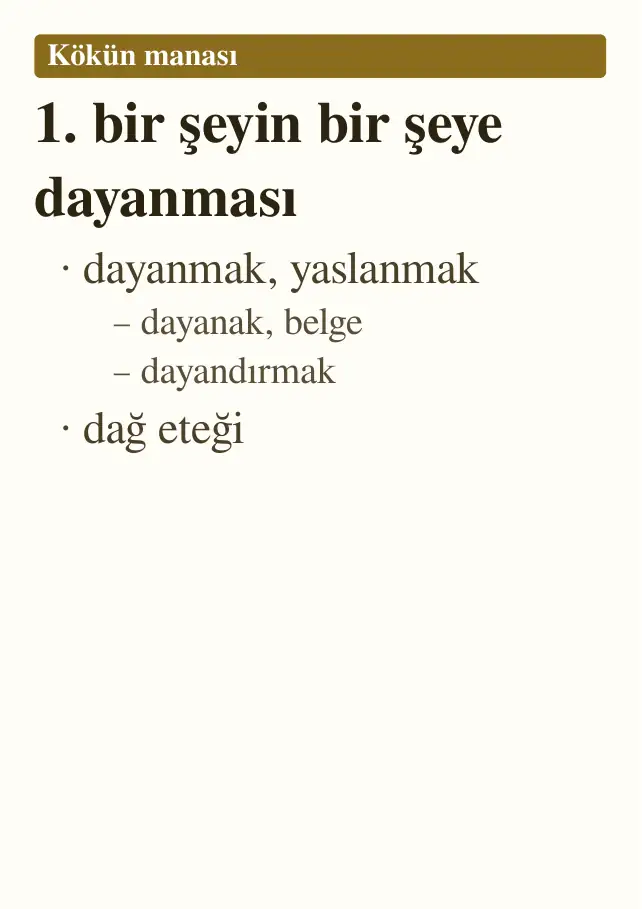 Kökün manası
1. bir şeyin bir şeye
dayanması
· dayanmak, yaslanmak
– dayanak, belge
– dayandırmak
· dağ eteği